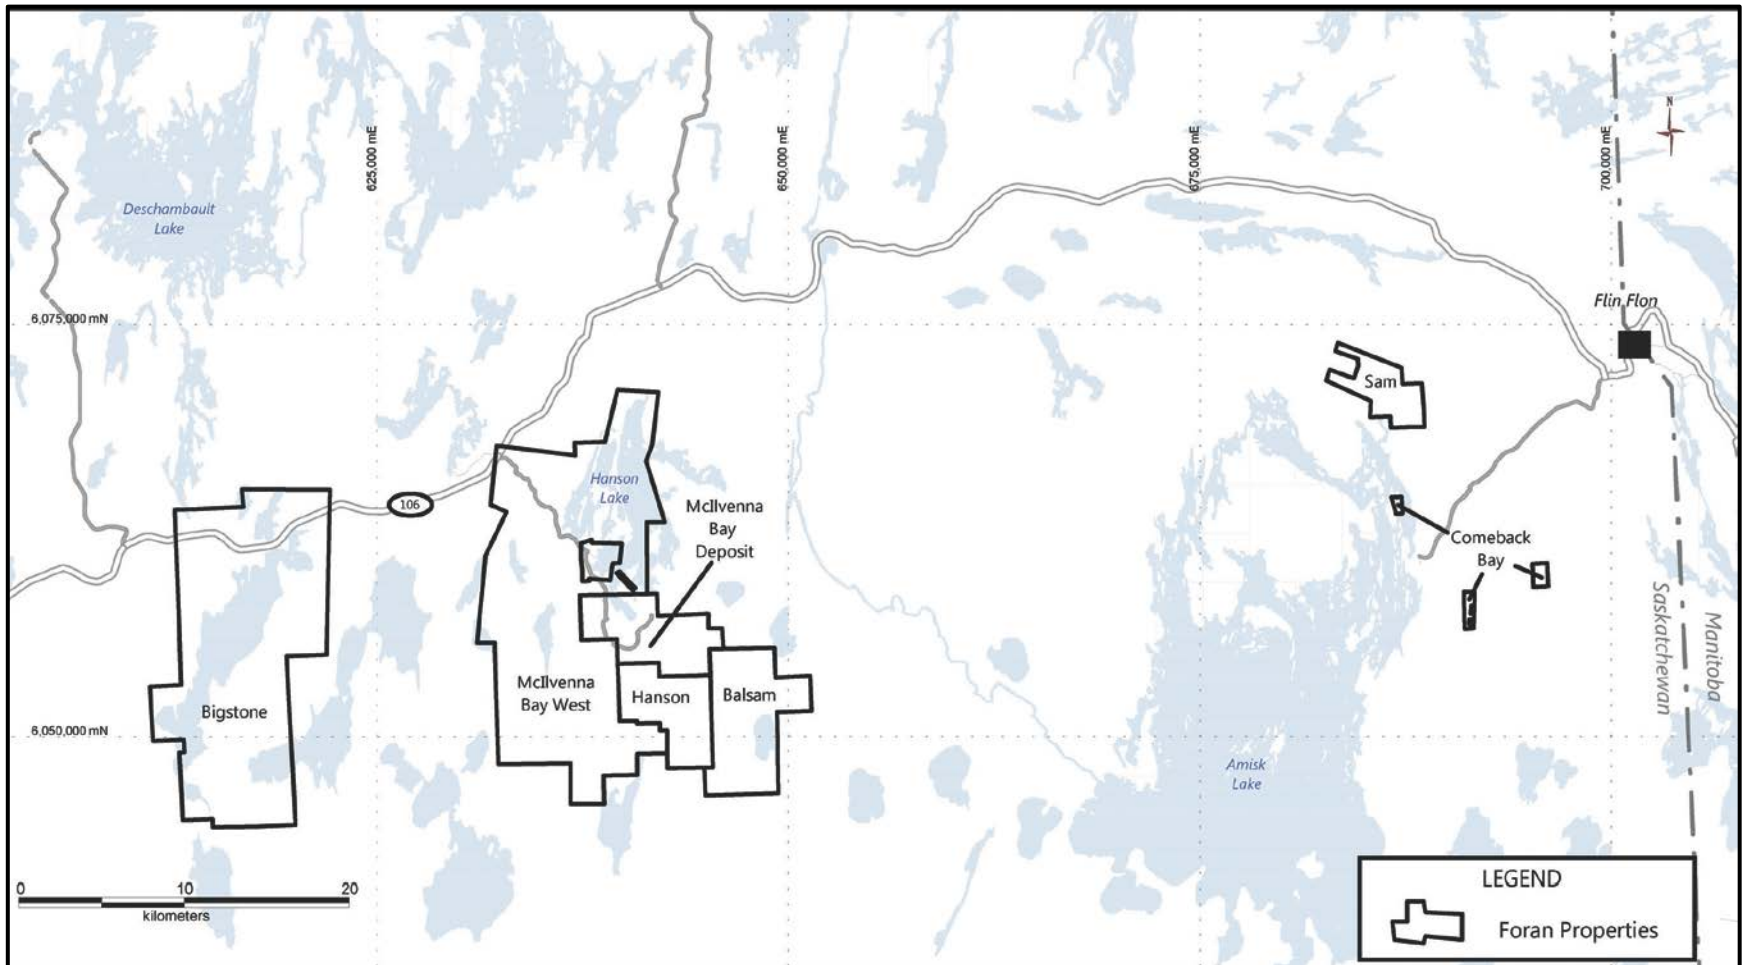 N
625,000 mE
650,000 mE
675,000 mE
700,000 mE
Deschambault
Lake
6,075,000 mN
Flin Flon
Sam
Hanson
Lake
106
McIlvenna
Bay
Deposit
Comeback
Bay
Saskatchewan
Manitoba
McIlvenna
Bay West
Hanson
Balsam
Bigstone
6,050,000 mN
Amisk
Lake
0 10 20
kilometers
LEGEND
Foran Properties